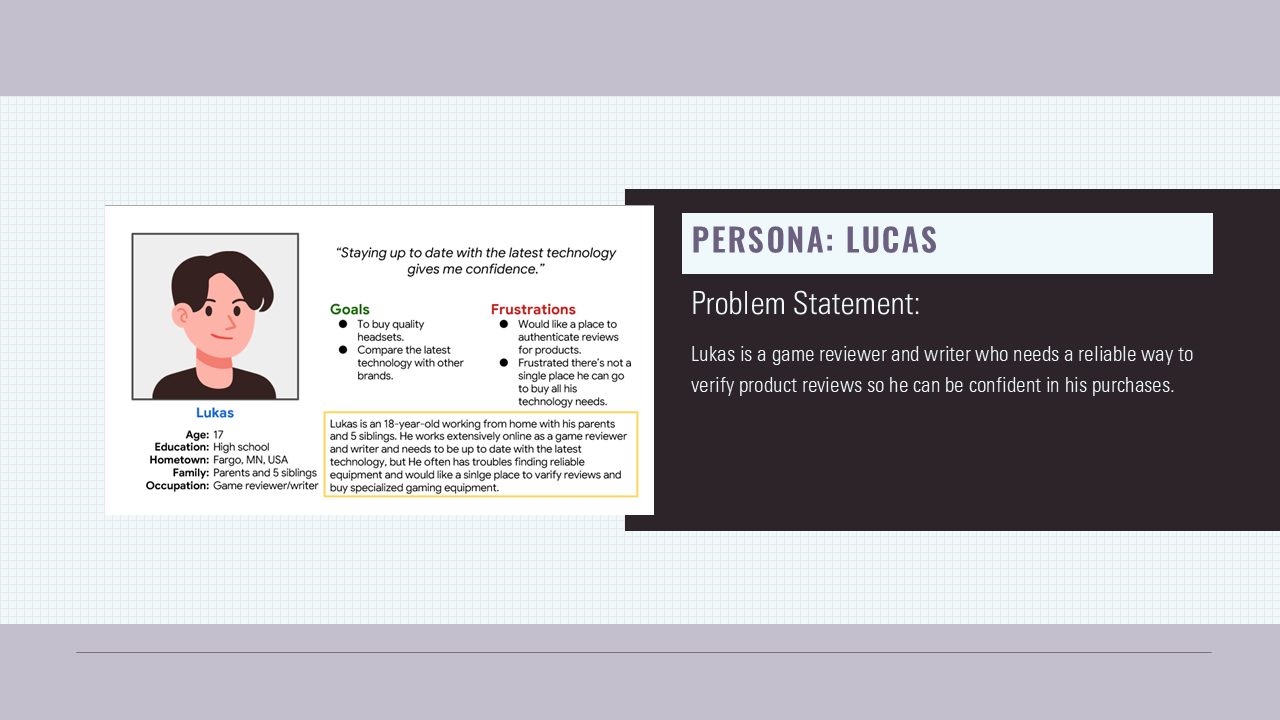 “Staying up to date with the latest technology
gives me confidence.”
Goals
● To buy quality
headsets.
● Compare the latest
technology with other
brands.
Frustrations
● Would like a place to
authenticate reviews
for products.
● Frustrated there's not a
single place he can go
to buy all his
technology needs.
Lukas
Age: 17
Education: High school
Hometown: Fargo, MN, USA
Family: Parents and 5 siblings
Occupation: Game reviewer/writer
Lukas is an 18-year-old working from home with his parents
and 5 siblings. He works extensively online as a game reviewer
and writer and needs to be up to date with the latest
technology, but He often has troubles finding reliable
equipment and would like a sinlge place to varify reviews and
buy specialized gaming equipment.
PERSONA: LUCAS
Problem Statement:
Lukas is a game reviewer and writer who needs a reliable way to
verify product reviews so he can be confident in his purchases.